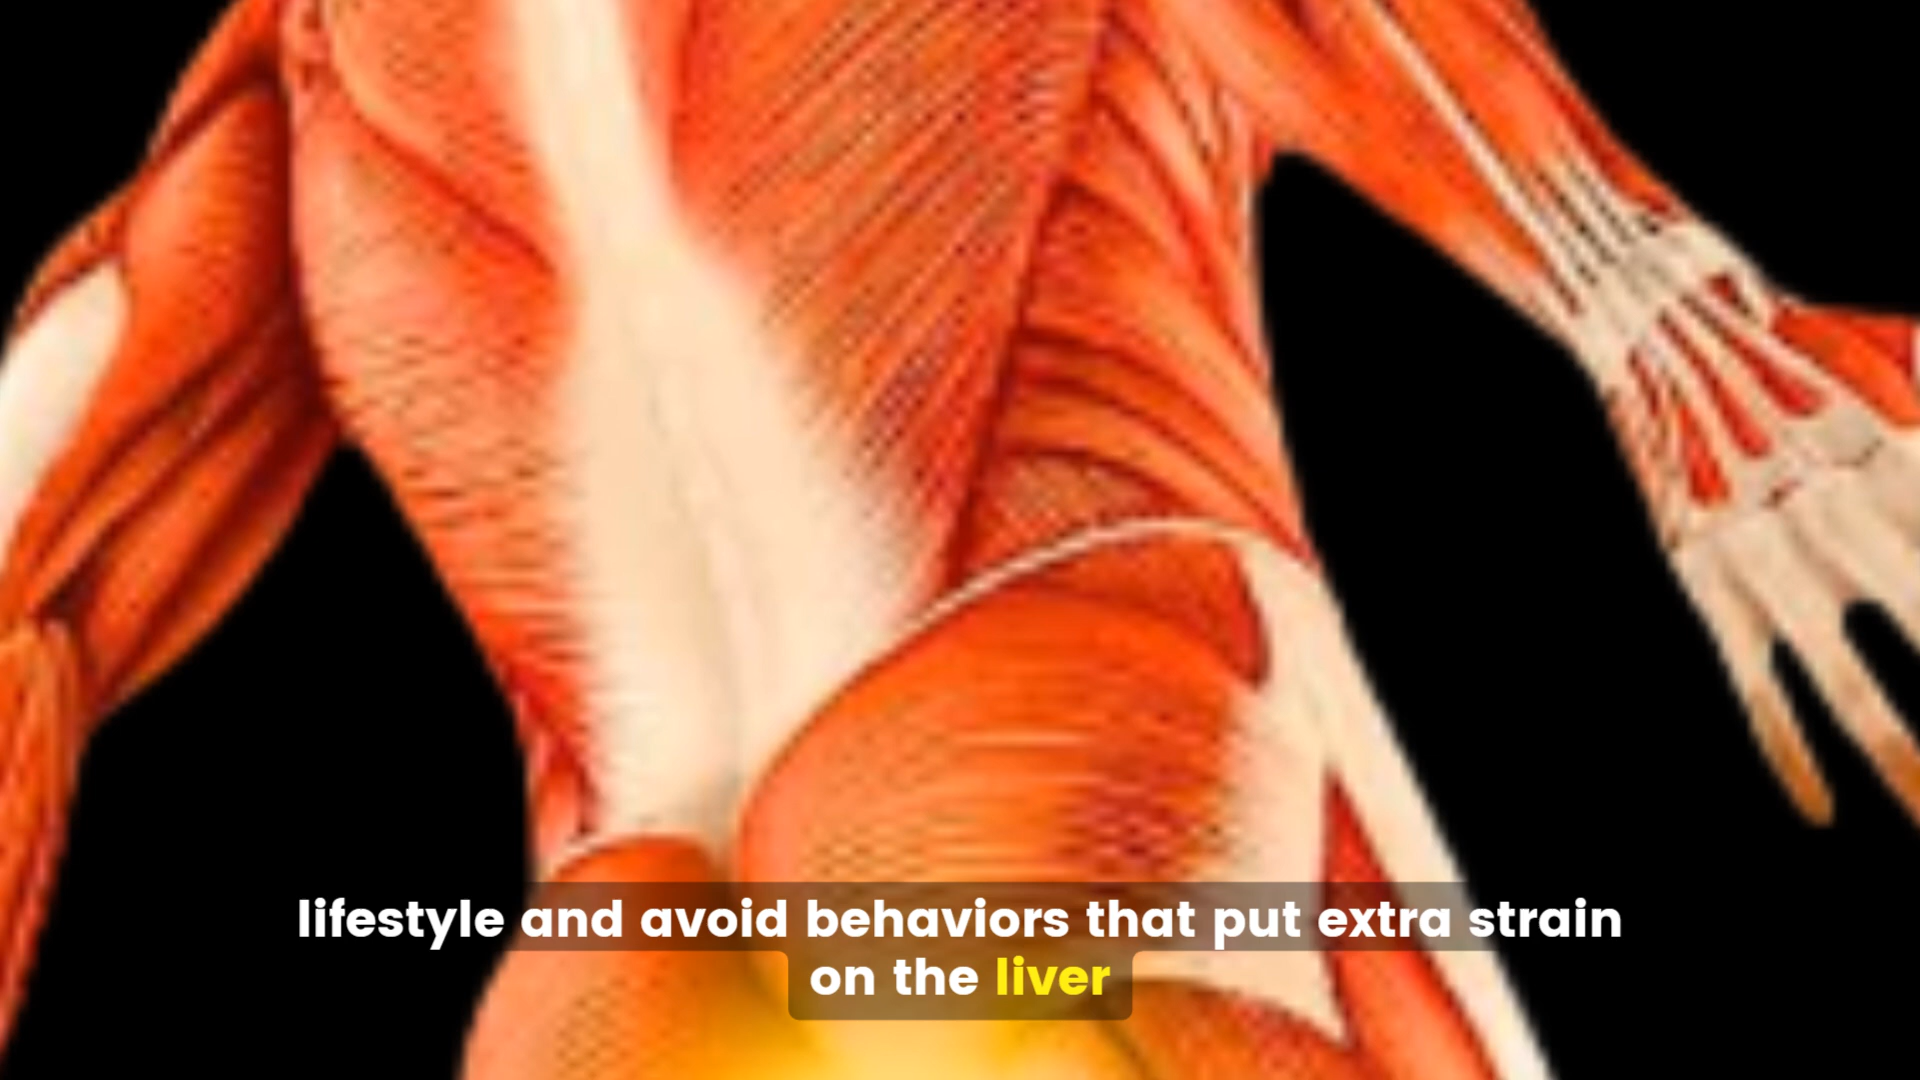 lifestyle and avoid behaviors that put extra strain
on the liver